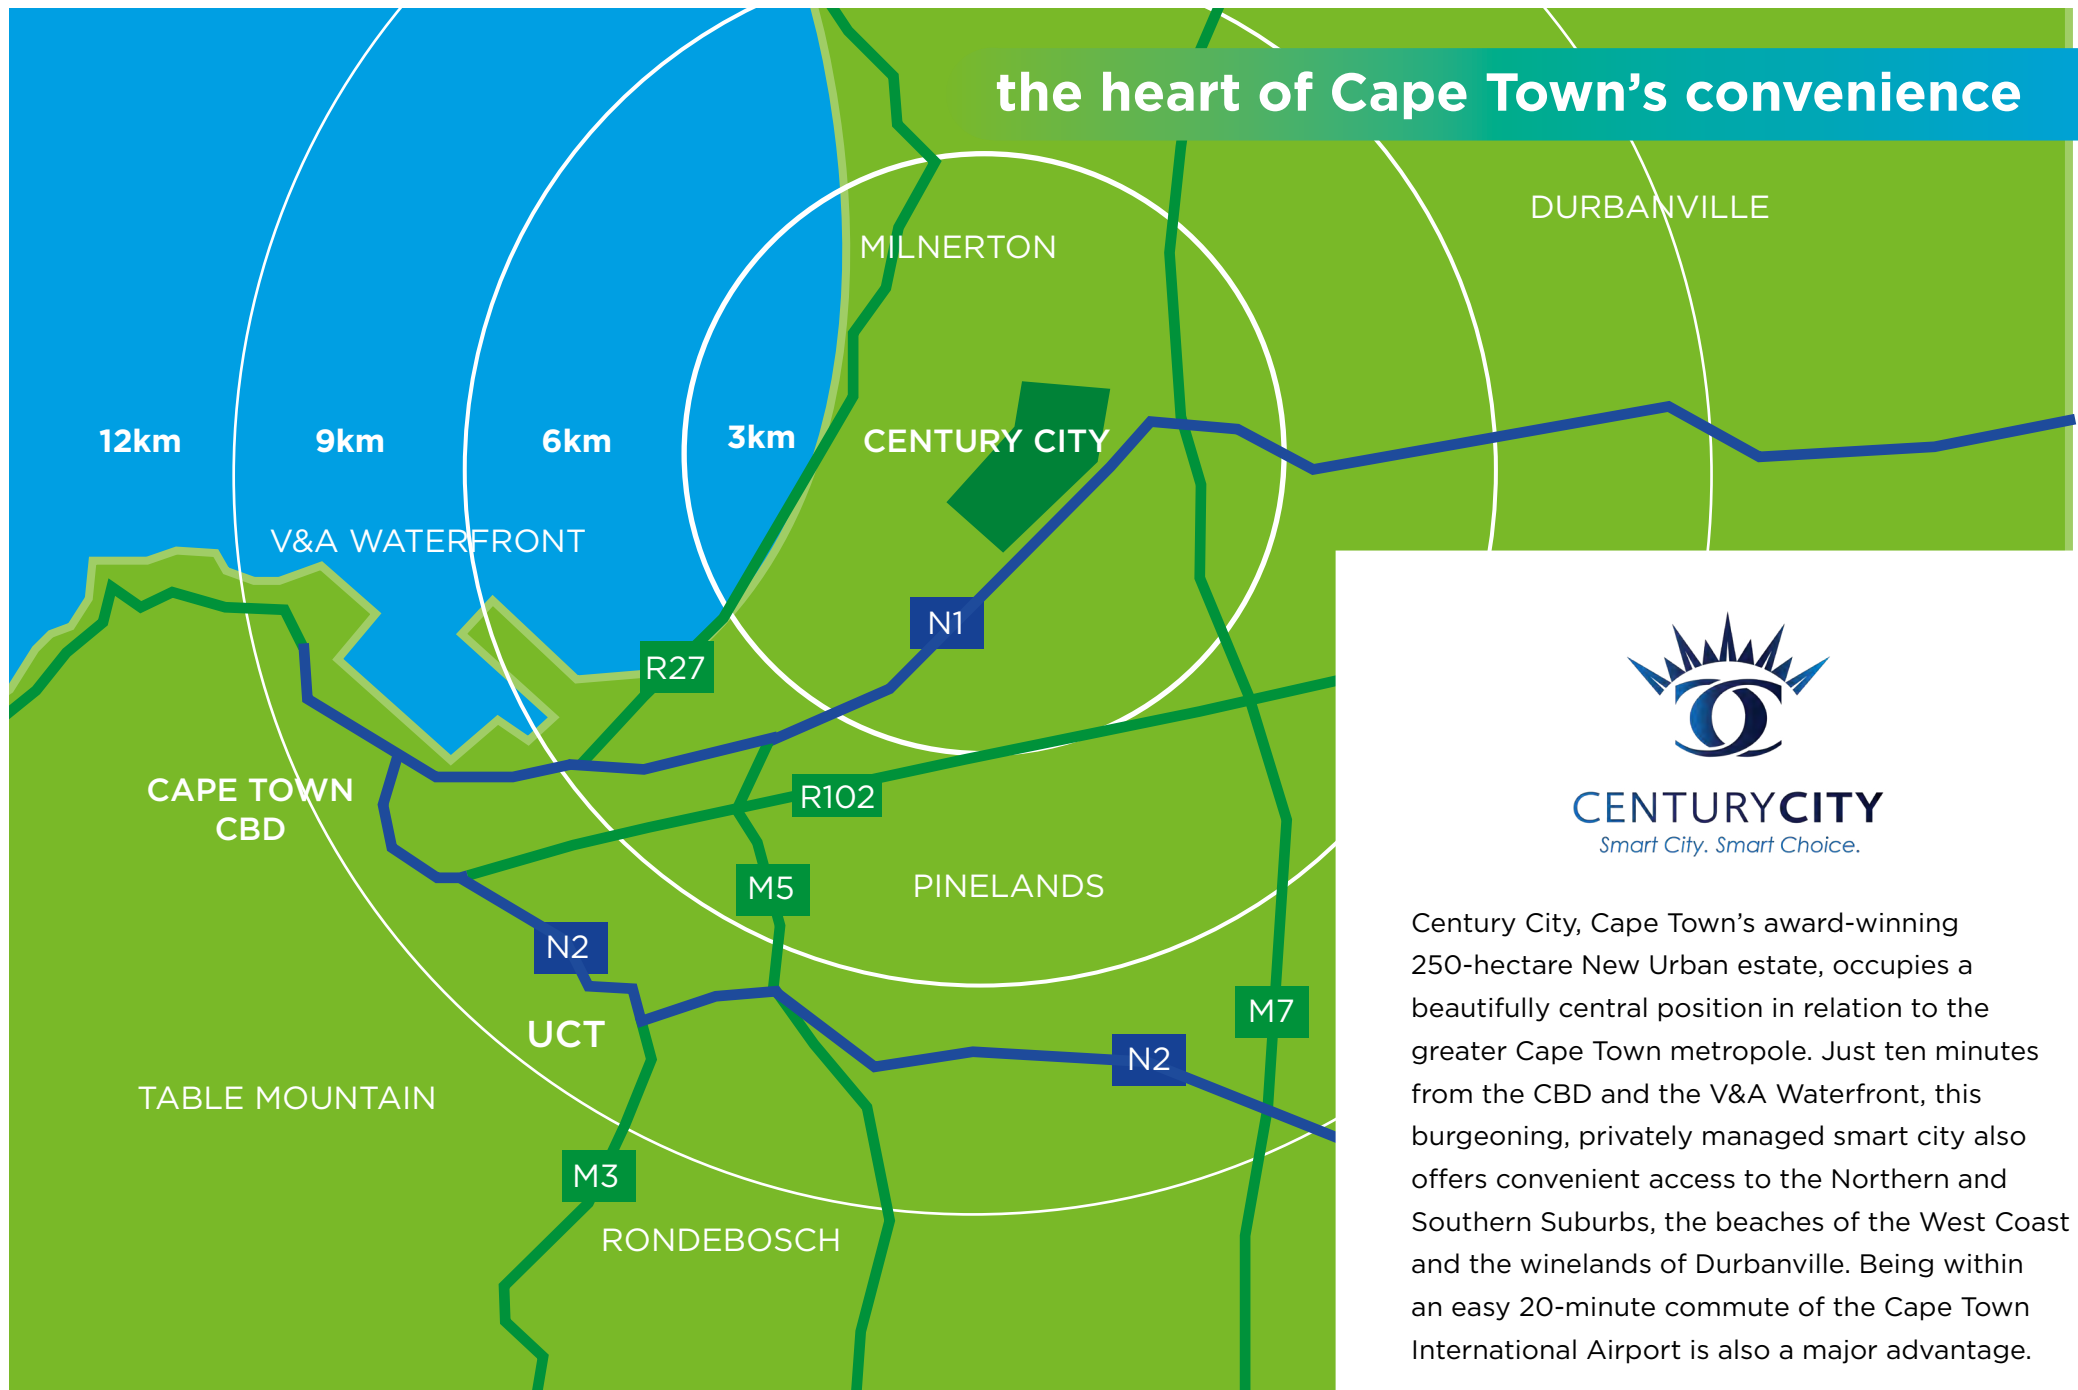 the heart of Cape Town's convenience
DURBANVILLE
MILNERTON
12km
9km
6km
3km
CENTURY CITY
V&A WATERFRONT
N1
R27
CAPE TOWN
CBD
R102
M5
PINELANDS
N2
UCT
M7
N2
TABLE MOUNTAIN
M3
RONDEBOSCH
CENTURYCITY
Smart City. Smart Choice.
Century City, Cape Town's award-winning
250-hectare New Urban estate, occupies a
beautifully central position in relation to the
greater Cape Town metropole. Just ten minutes
from the CBD and the V&A Waterfront, this
burgeoning, privately managed smart city also
offers convenient access to the Northern and
Southern Suburbs, the beaches of the West Coast
and the winelands of Durbanville. Being within
an easy 20-minute commute of the Cape Town
International Airport is also a major advantage.